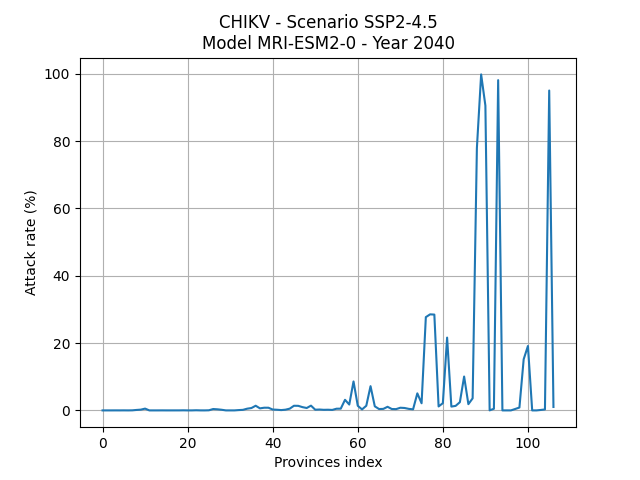 CHIKV - Scenario SSP2-4.5
Model MRI-ESM2-0 - Year 2040
Attack rate (%)
100
80
60
40
20
0
0 20 40 60 80 100
Provinces index